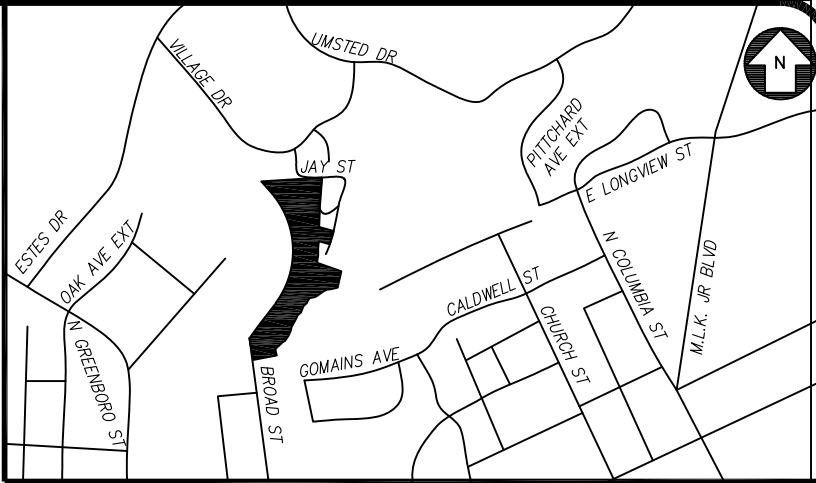 UMSTED DR
VILLAGE DR
N
PITTCHARD
AVE EXT
JAY ST
E LONGVIEW ST
ESTES DR
OAK AVE EXT
N COLUMBIA ST
M.L.K. JR BLVD
CALDWELL ST
CHURCH ST
N GREENBORO ST
GOMAINS AVE
BROAD ST